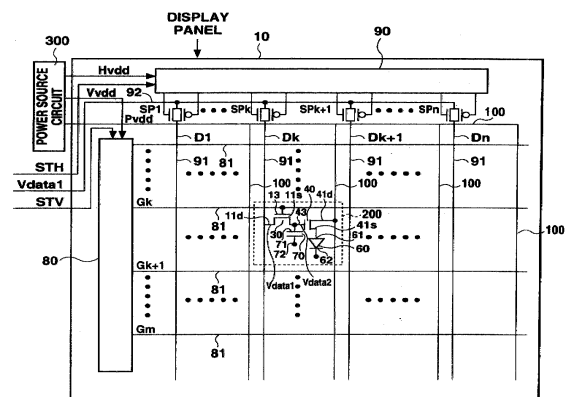 DISPLAY
PANEL
300
10
90
Hvdd
Vvdd
92
Pvdd
POWER SOURCE
CIRCUIT
SP1
SPk
SPk+1
SPn
100
D1
Dk
Dk+1
Dn
STH
Vdata1
STV
91
81
91
91
91
100
100
100
100
Gk
13
11s
40
41d
200
11d
43
41s
81
30
71
61
60
72
70
62
80
Vdata1
Vdata2
Gk+1
81
Gm
81